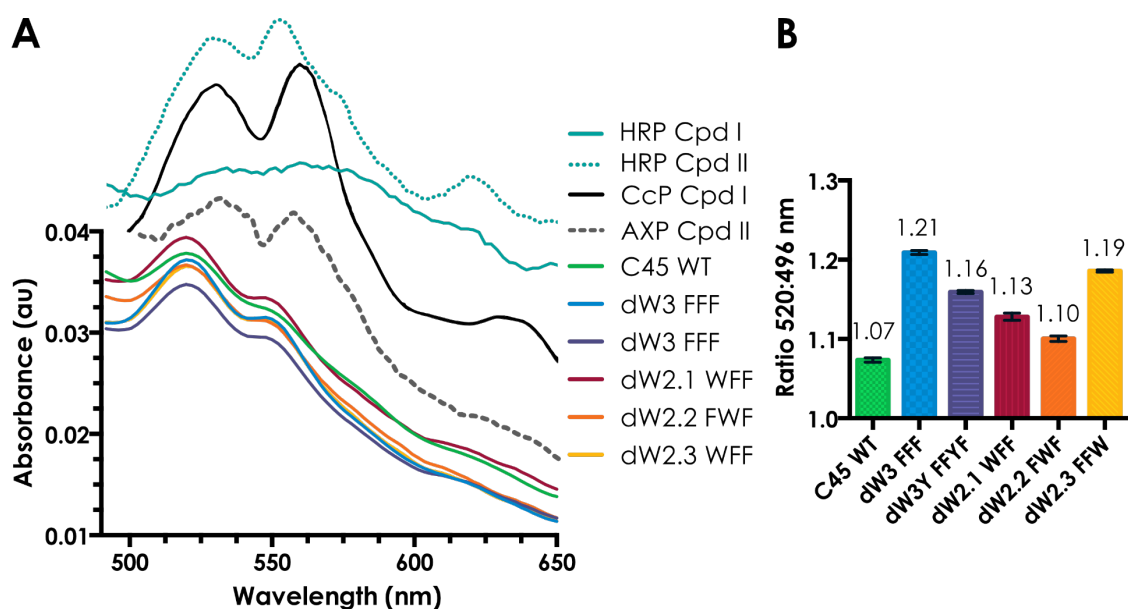 A
HRP Cpd I
HRP Cpd II
CcP Cpd I
AXP Cpd II
C45 WT
dW3 FFF
dW3 FFF
dW2.1 WFF
dW2.2 FWF
dW2.3 WFF
Absorbance (au)
0.04
0.03
0.02
0.01
500
550
600
650
Wavelength (nm)
B
Ratio 520:496 nm
1.3
1.2
1.1
1.0
1.07
1.21
1.16
1.13
1.10
1.19
C45 WT
dW3 FFF
dW3Y FFYF
dW2.1 WFF
dW2.2 FWF
dW2.3 FFW